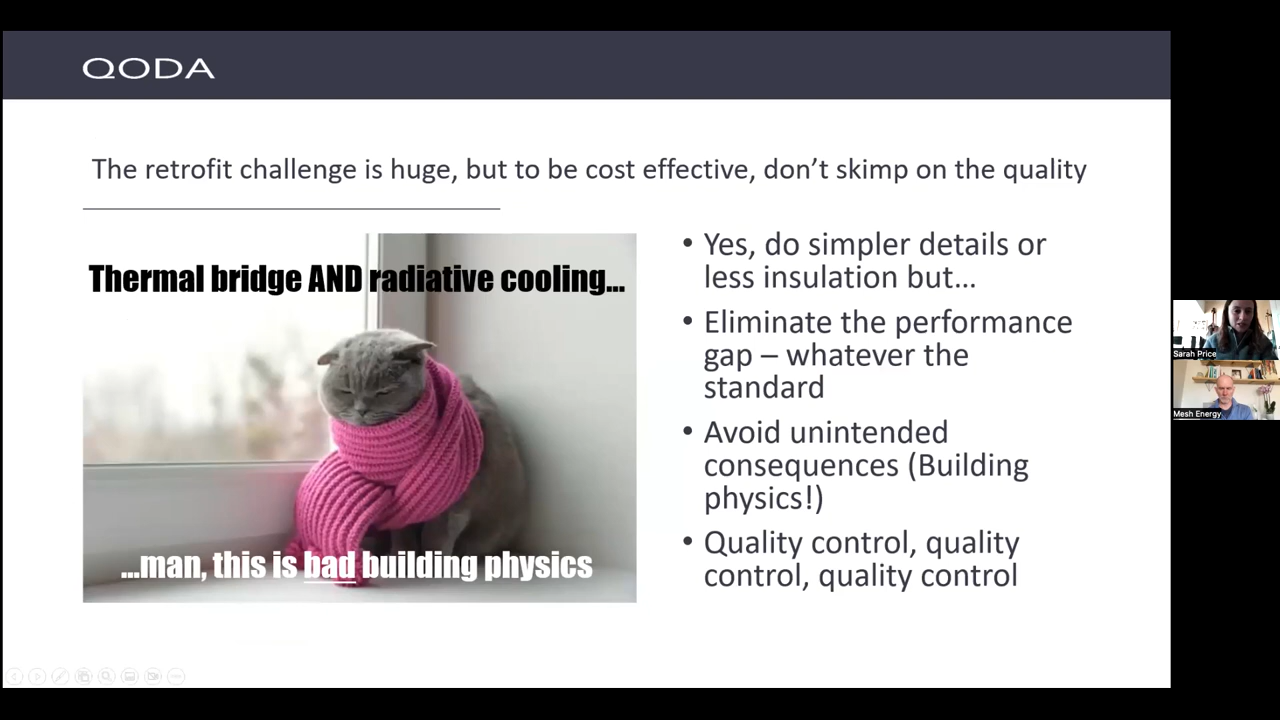 QODA
The retrofit challenge is huge, but to be cost effective, don’t skimp on the quality
Thermal bridge AND radiative cooling...
...man, this is bad building physics
• Yes, do simpler details or
less insulation but…
• Eliminate the performance
gap – whatever the
standard
• Avoid unintended
consequences (Building
physics!)
• Quality control, quality
control, quality control
Sarah Price
Mesh Energy